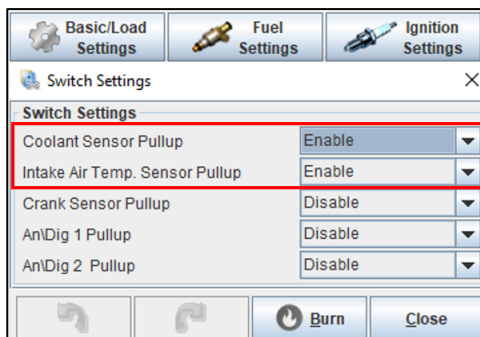 Basic/Load
Settings
Fuel
Settings
Ignition
Settings
Switch Settings
Switch Settings
Coolant Sensor Pullup Enable
Intake Air Temp. Sensor Pullup Enable
Crank Sensor Pullup Disable
An\Dig 1 Pullup Disable
An\Dig 2 Pullup Disable
Burn Close